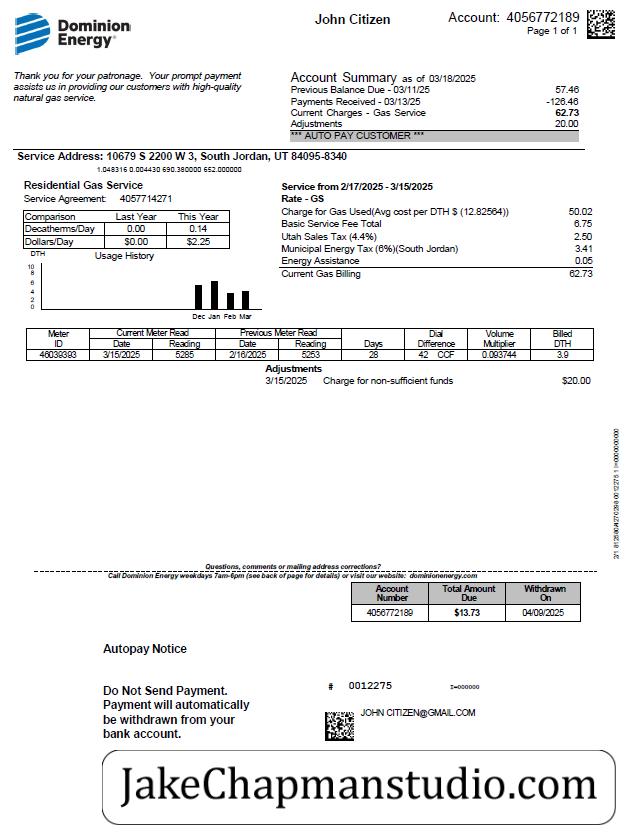 Dominion Energy®
John Citizen
Account: 4056772189
Page 1 of 1
Thank you for your patronage. Your prompt payment
assists us in providing our customers with high-quality
natural gas service.
Account Summary as of 03/18/2025
Previous Balance Due - 03/11/25 57.46
Payments Received - 03/13/25 -126.46
Current Charges - Gas Service 62.73
Adjustments 20.00
*** AUTO PAY CUSTOMER ***
Service Address: 10679 S 2200 W 3, South Jordan, UT 84095-8340
1.048316 0.004430 690.380000 652.000000
Residential Gas Service
Service Agreement: 4057714271
Comparison Last Year This Year
Decatherms/Day 0.00 0.14
Dollars/Day $0.00 $2.25
DTH Usage History
10
8
6
4
2
0
Dec Jan Feb Mar
Service from 2/17/2025 - 3/15/2025
Rate - GS
Charge for Gas Used(Avg cost per DTH $ (12.82564)) 50.02
Basic Service Fee Total 6.75
Utah Sales Tax (4.4%) 2.50
Municipal Energy Tax (6%)(South Jordan) 3.41
Energy Assistance 0.05
Current Gas Billing 62.73
Meter ID Current Meter Read Date Reading Previous Meter Read Date Reading Days Dial Difference Volume Multiplier Billed DTH
46039393 3/15/2025 5285 2/16/2025 5253 28 42 CCF 0.093744 3.9
Adjustments
3/15/2025 Charge for non-sufficient funds $20.00
Questions, comments or mailing address corrections?
Call Dominion Energy weekdays 7am-6pm (see back of page for details) or visit our website: dominionenergy.com
Account Number Total Amount Due Withdrawn On
4056772189 $13.73 04/09/2025
Autopay Notice
Do Not Send Payment.
Payment will automatically
be withdrawn from your
bank account.
# 0012275 I=000000
JOHN CITIZEN@GMAIL.COM
JakeChapmanstudio.com